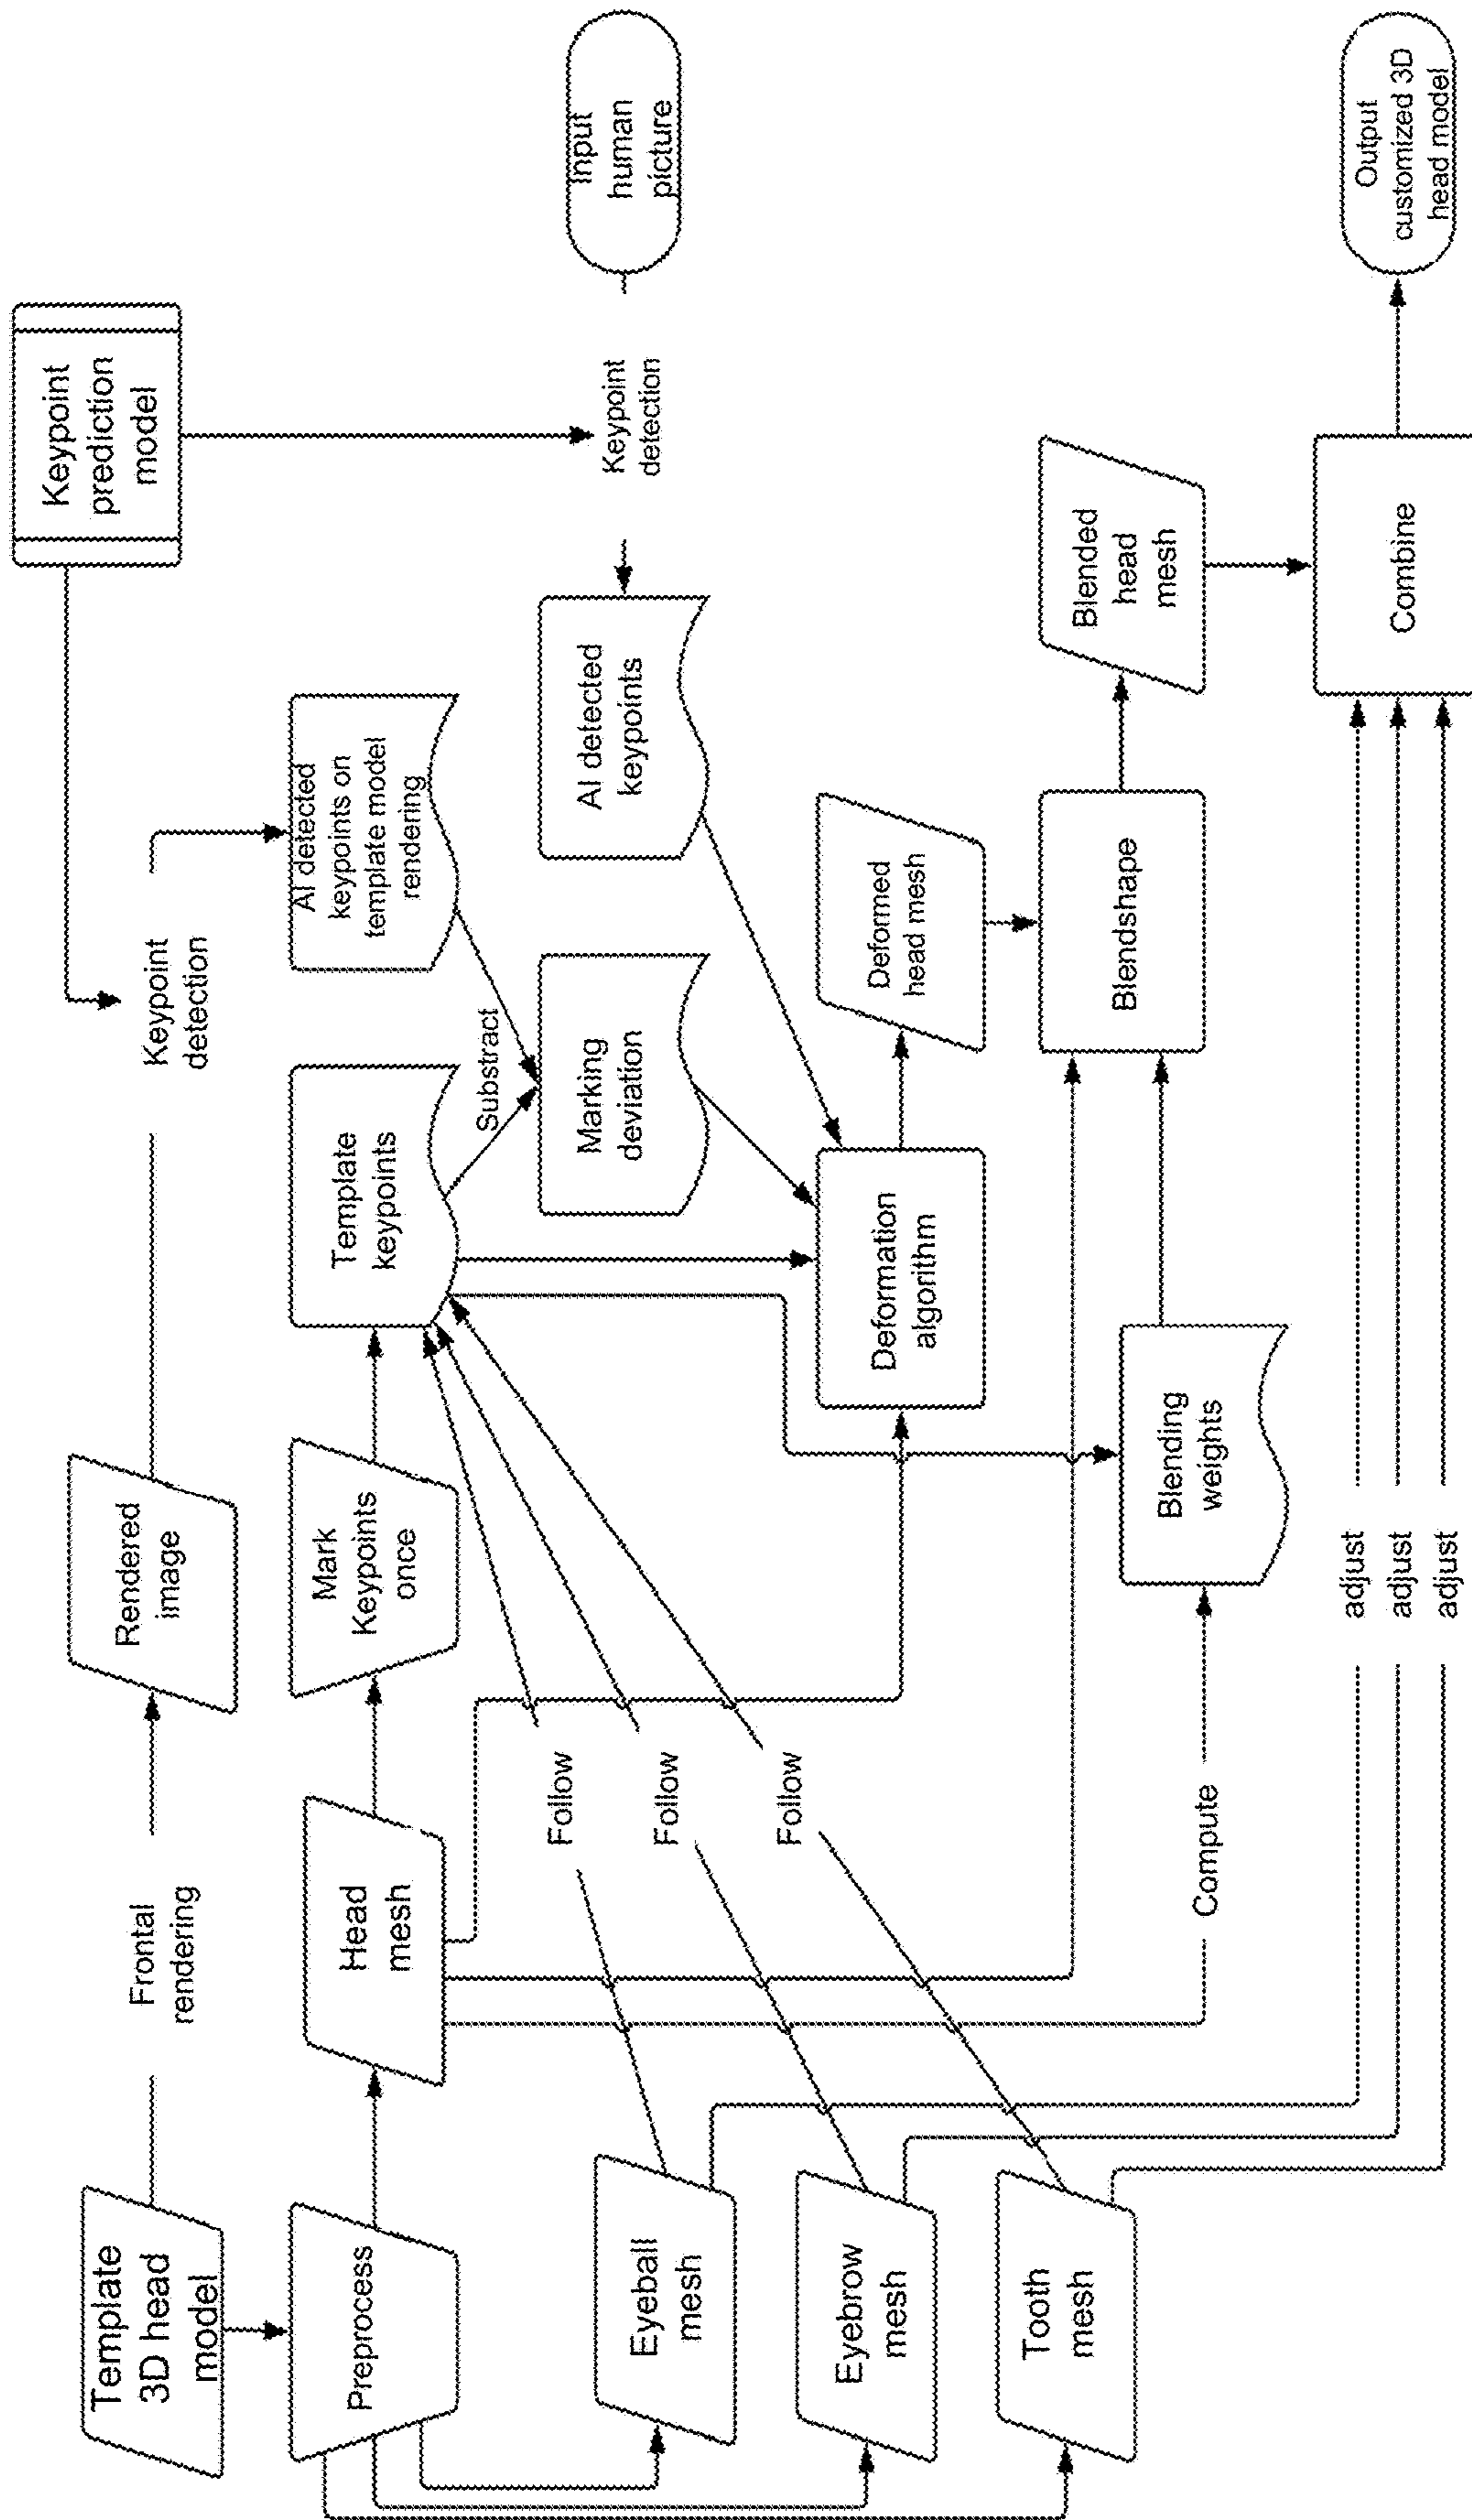 Template
3D head
model
Frontal
rendering
Rendered
image
Keypoint
detection
Keypoint
prediction
model
Preprocess
Head
mesh
Mark
Keypoints
once
Template
keypoints
AI detected
keypoints on
template model
rendering
Substract
Eyeball
mesh
Follow
Marking
deviation
AI detected
keypoints
Keypoint
detection
Input
human
picture
Eyebrow
mesh
Follow
Tooth
mesh
Follow
Deformation
algorithm
Deformed
head mesh
Compute
Blending
weights
Blendshape
Blended
head
mesh
adjust
adjust
adjust
Combine
Output
customized 3D
head model